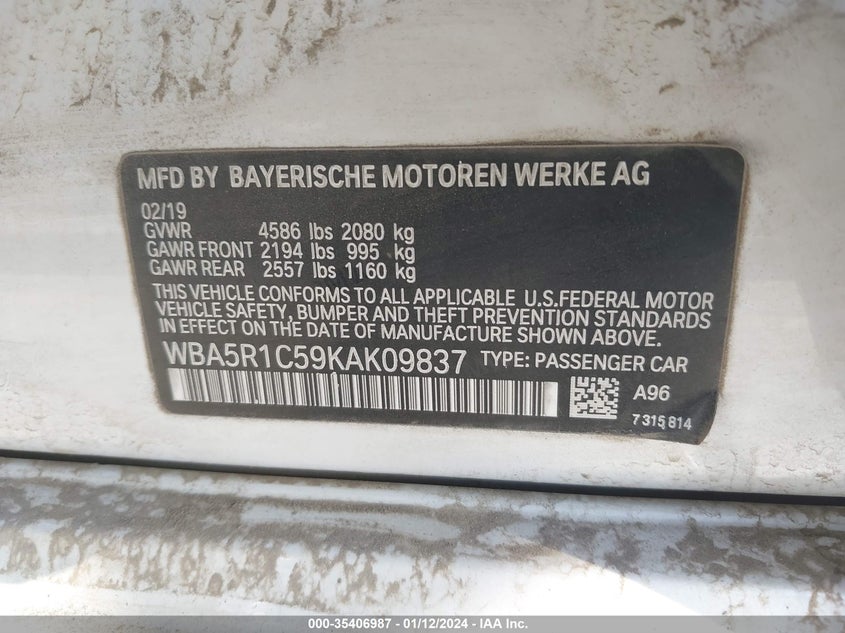 MFD BY BAYERISCHE MOTOREN WERKE AG
02/19
GVWR 4586 lbs 2080 kg
GAWR FRONT 2194 lbs 995 kg
GAWR REAR 2557 lbs 1160 kg
THIS VEHICLE CONFORMS TO ALL APPLICABLE U.S.FEDERAL MOTOR
VEHICLE SAFETY, BUMPER AND THEFT PREVENTION STANDARDS
IN EFFECT ON THE DATE OF MANUFACTURE SHOWN ABOVE.
WBA5R1C59KAK09837 TYPE: PASSENGER CAR
A96
7315814
000-35406987 - 01/12/2024 - IAA Inc.